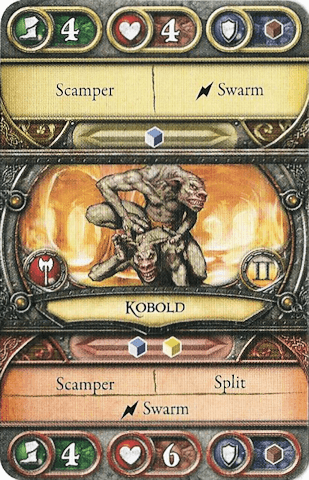 4 4
Scamper Swarm
II
KOBOLD
Scamper Split
Swarm
4 6